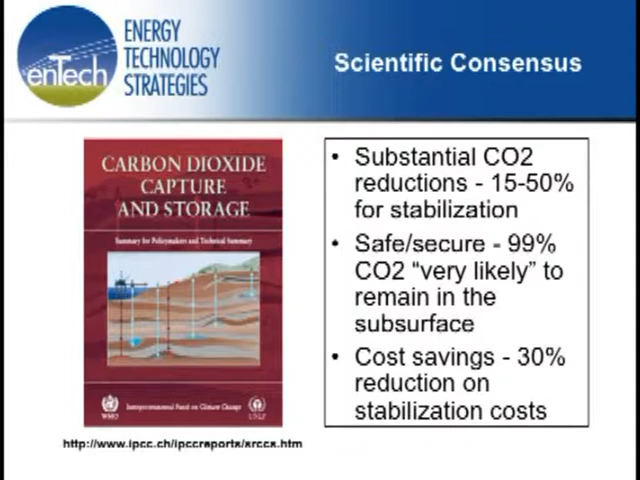 enTech
ENERGY
TECHNOLOGY
STRATEGIES
Scientific Consensus
CARBON DIOXIDE
CAPTURE
AND STORAGE
Summary for Policymakers and Technical Summary
WMO
Intergovernmental Panel on Climate Change
UNEP
http://www.ipcc.ch/ipccreports/srccs.htm
• Substantial CO2
reductions - 15-50%
for stabilization
• Safe/secure - 99%
CO2 "very likely" to
remain in the
subsurface
• Cost savings - 30%
reduction on
stabilization costs